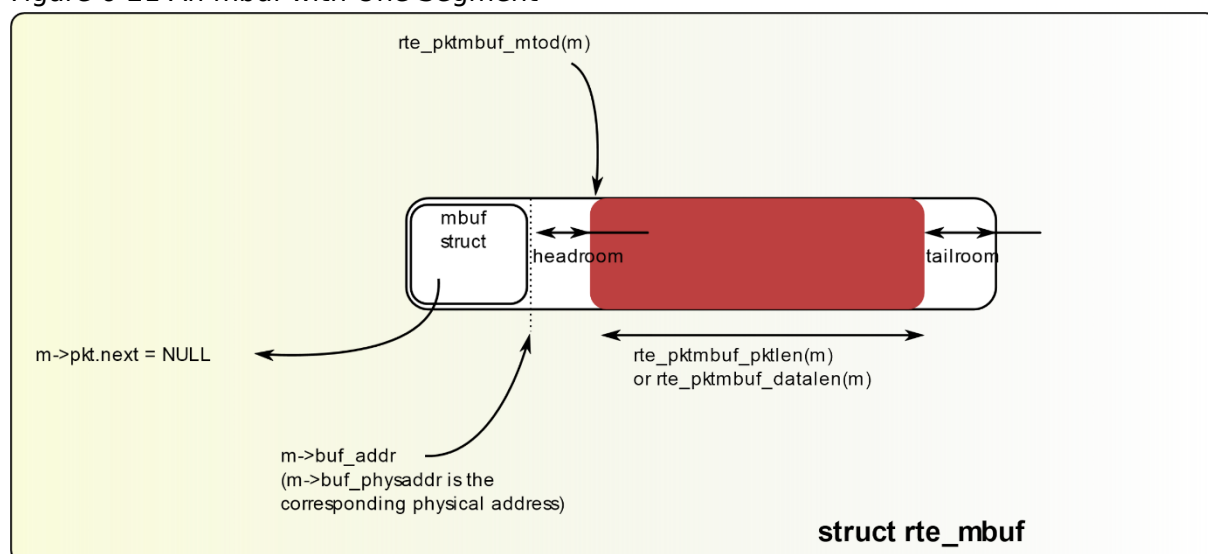 rte_pktmbuf_mtod(m)
mbuf
struct
headroom
tailroom
m->pkt.next = NULL
rte_pktmbuf_pktlen(m)
or rte_pktmbuf_datalen(m)
m->buf_addr
(m->buf_physaddr is the
corresponding physical address)
struct rte_mbuf